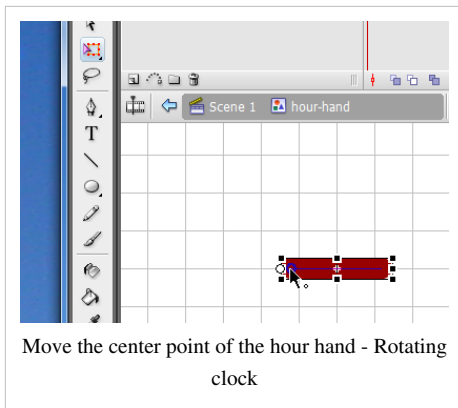 Scene 1 hour-hand
T
Move the center point of the hour hand - Rotating
clock